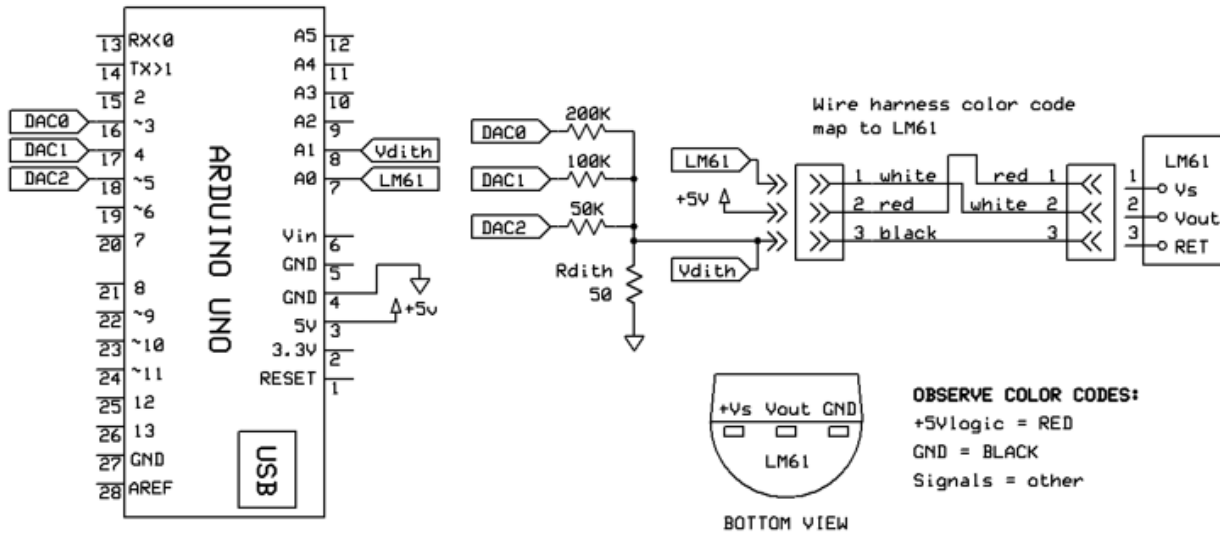 13 RX<0
14 TX>1
15 2
DAC0 16 ~3
DAC1 17 4
DAC2 18 ~5
19 ~6
20 7
21 8
22 ~9
23 ~10
24 ~11
25 12
26 13
27 GND
28 AREF
ARDUINO UNO
USB
A5 12
A4 11
A3 10
A2 9
A1 8 Vdith
A0 7 LM61
Vin 6
GND 5
GND 4
+5v
5V 3
3.3V 2
RESET 1
DAC0 200K
DAC1 100K
DAC2 50K
Rdith
50
Vdith
LM61
+5V
Wire harness color code
map to LM61
1 white red 1
2 red white 2
3 black 3
LM61
1 Vs
2 Vout
3 RET
+Vs Vout GND
LM61
BOTTOM VIEW
OBSERVE COLOR CODES:
+5Vlogic = RED
GND = BLACK
Signals = other